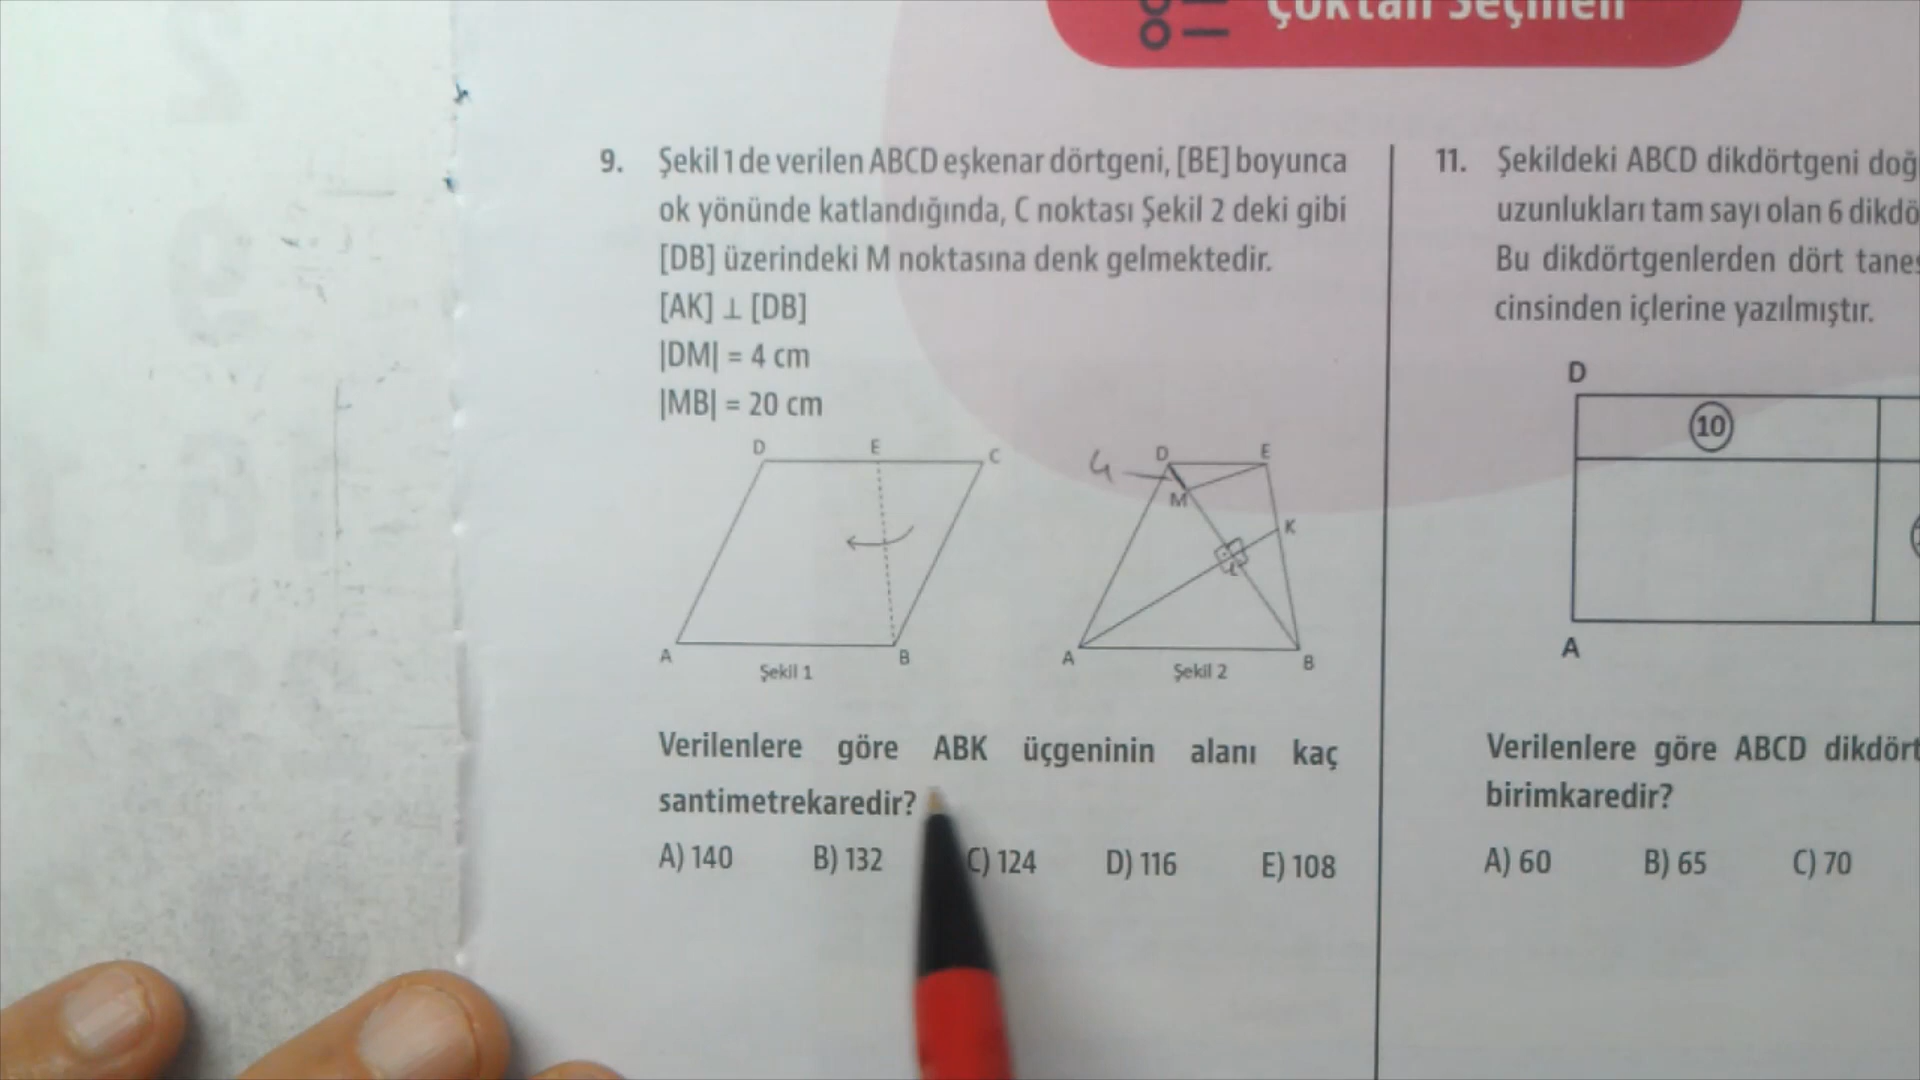 Çoktan Seçmeli
9. Şekil 1 de verilen ABCD eşkenar dörtgeni, [BE] boyunca
ok yönünde katlandığında, C noktası Şekil 2 deki gibi
[DB] üzerindeki M noktasına denk gelmektedir.
[AK] ⊥ [DB]
|DM| = 4 cm
|MB| = 20 cm
D E C
A B
Şekil 1
4 D E
M
K
L
A B
Şekil 2
Verilenlere göre ABK üçgeninin alanı kaç
santimetrekaredir?
A) 140 B) 132 C) 124 D) 116 E) 108
11. Şekildeki ABCD dikdörtgeni doğ
uzunlukları tam sayı olan 6 dikdö
Bu dikdörtgenlerden dört tanes
cinsinden içlerine yazılmıştır.
D
10
A
Verilenlere göre ABCD dikdört
birimkaredir?
A) 60 B) 65 C) 70